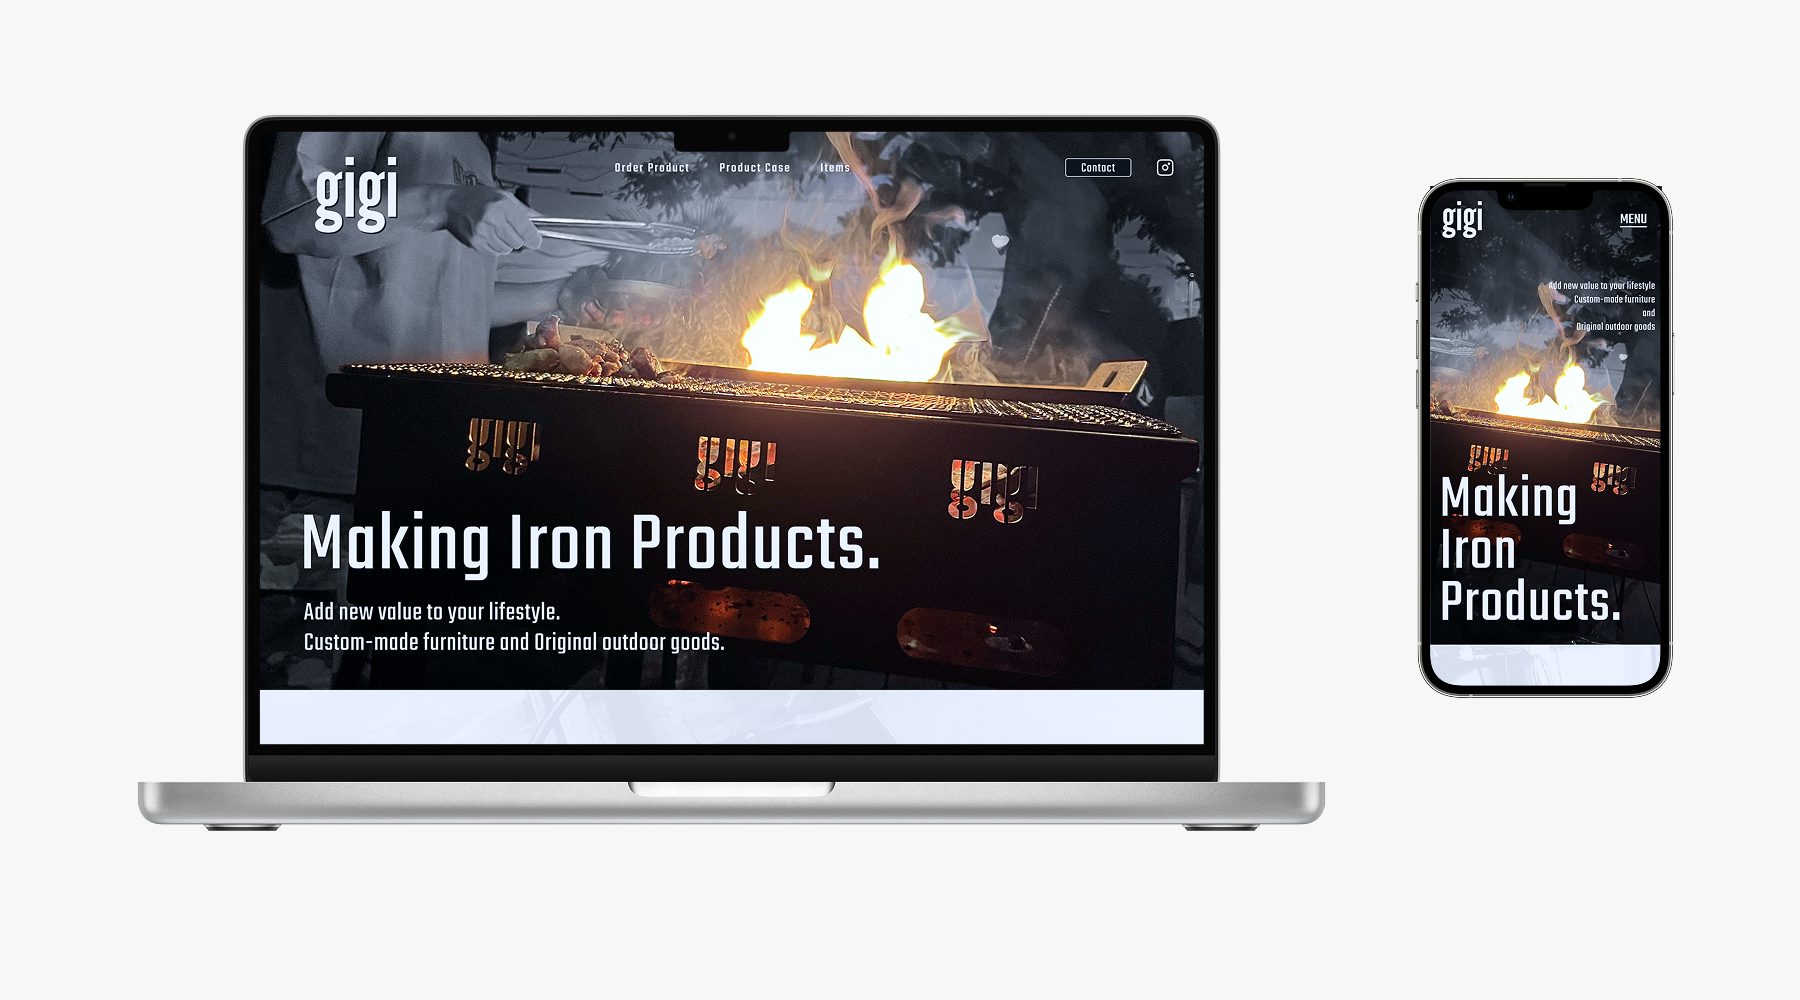 gigi
Order Product Product Case Items Contact
gigi gigi gigi
Making Iron Products.
Add new value to your lifestyle.
Custom-made furniture and Original outdoor goods.
gigi
MENU
Add new value to your lifestyle
Custom-made furniture
and
Original outdoor goods
gigi gigi
Making
Iron
Products.